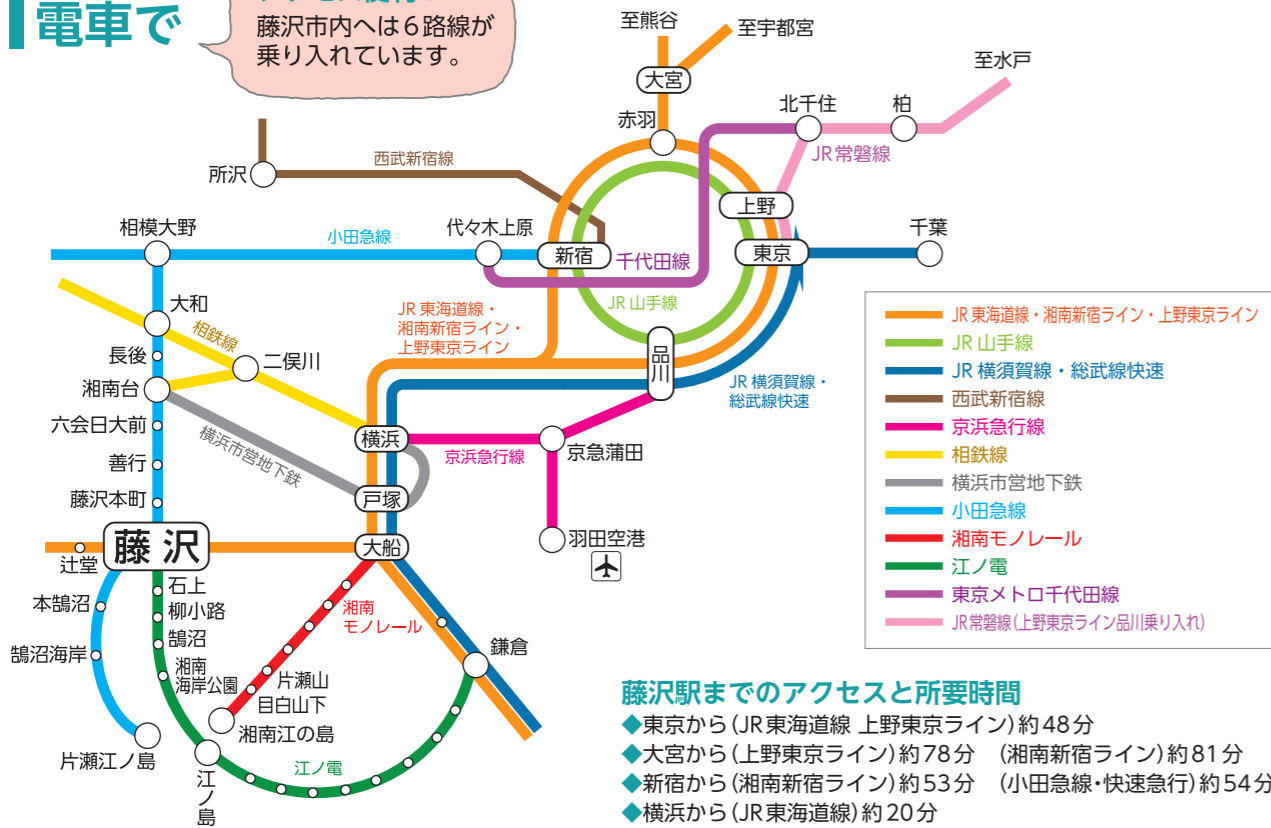 電車で
藤沢市内へは6路線が
乗り入れています。
至熊谷
至宇都宮
大宮
至水戸
赤羽
北千住
柏
JR常磐線
所沢
西武新宿線
上野
相模大野
小田急線
代々木上原
新宿
千代田線
東京
千葉
大和
JR東海道線・
湘南新宿ライン・
上野東京ライン
JR山手線
相鉄線
長後
二俣川
品川
湘南台
JR横須賀線・
総武線快速
六会日大前
横浜市営地下鉄
横浜
京浜急行線
京急蒲田
善行
藤沢本町
戸塚
藤沢
大船
羽田空港
辻堂
石上
本鵠沼
柳小路
湘南
モノレール
鵠沼
鵠沼海岸
湘南
海岸公園
鎌倉
片瀬山
目白山下
湘南江の島
片瀬江ノ島
江ノ電
江ノ島
JR東海道線・湘南新宿ライン・上野東京ライン
JR山手線
JR横須賀線・総武線快速
西武新宿線
京浜急行線
相鉄線
横浜市営地下鉄
小田急線
湘南モノレール
江ノ電
東京メトロ千代田線
JR常磐線(上野東京ライン品川乗り入れ)
藤沢駅までのアクセスと所要時間
◆東京から(JR東海道線 上野東京ライン)約48分
◆大宮から(上野東京ライン)約78分 (湘南新宿ライン)約81分
◆新宿から(湘南新宿ライン)約53分 (小田急線・快速急行)約54分
◆横浜から(JR東海道線)約20分